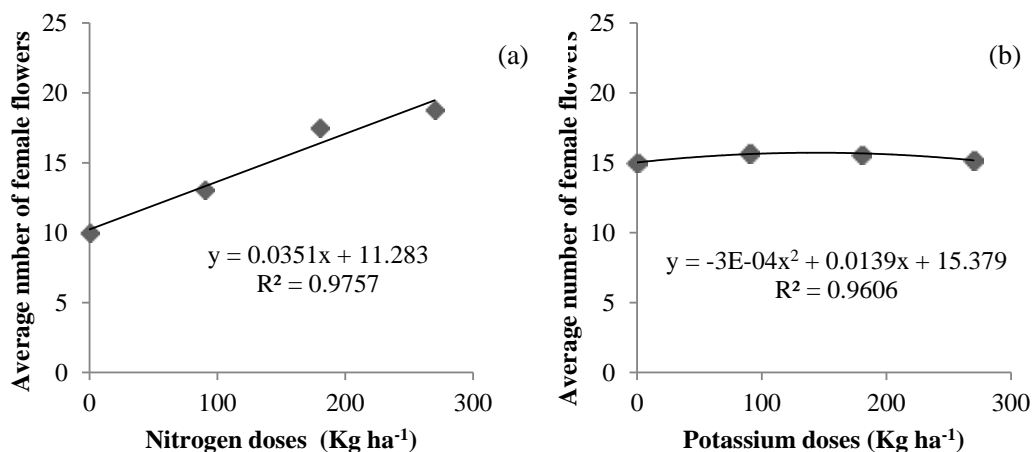 Average nmber of female flowers
25
20
15
10
5
0
(a)
y = 0.0351x + 11.283
R² = 0.9757
0 100 200 300
Nitrogen doses (Kg ha⁻¹)
Average number of female flowers
25
20
15
10
5
0
(b)
y = -3E-04x² + 0.0139x + 15.379
R² = 0.9606
0 100 200 300
Potassium doses (Kg ha⁻¹)